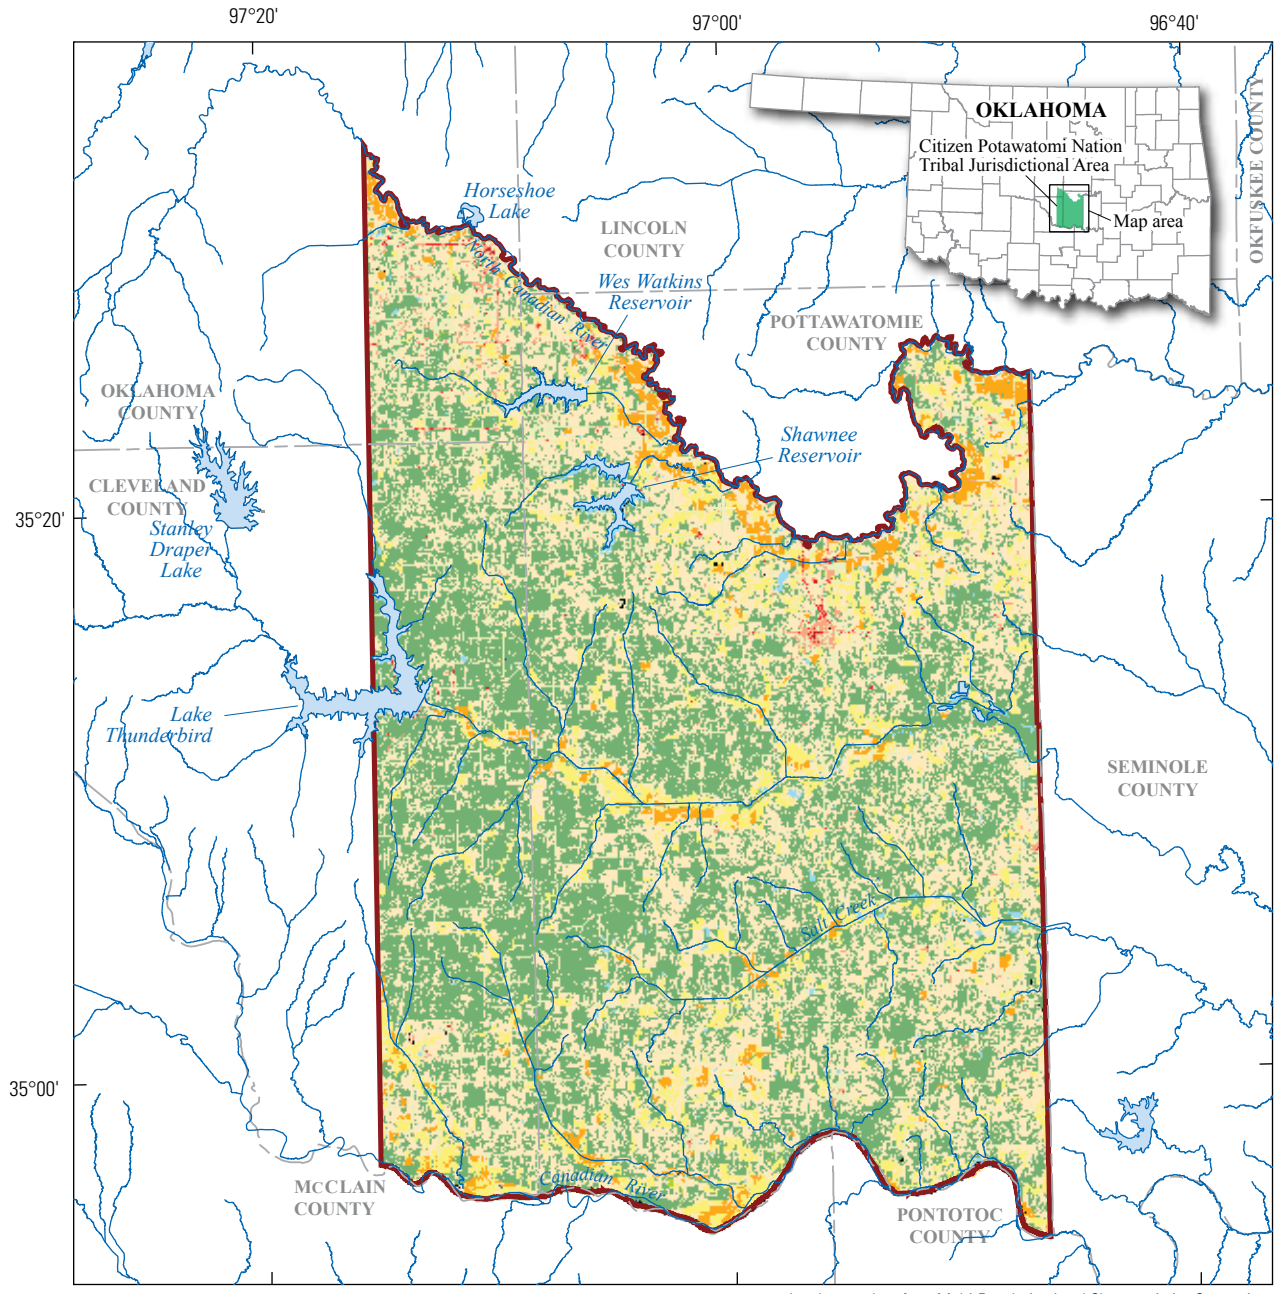 97°20'
97°00'
96°40'
OKLAHOMA
Citizen Potawatomi Nation
Tribal Jurisdictional Area
Map area
OKFUSKEE COUNTY
Horseshoe
Lake
LINCOLN
COUNTY
North Canadian River
Wes Watkins
Reservoir
POTTAWATOMIE
COUNTY
OKLAHOMA
COUNTY
Shawnee
Reservoir
CLEVELAND
COUNTY
35°20'
Stanley
Draper
Lake
Lake
Thunderbird
SEMINOLE
COUNTY
Salt Creek
35°00'
McCLAIN
COUNTY
Canadian River
PONTOTOC
COUNTY